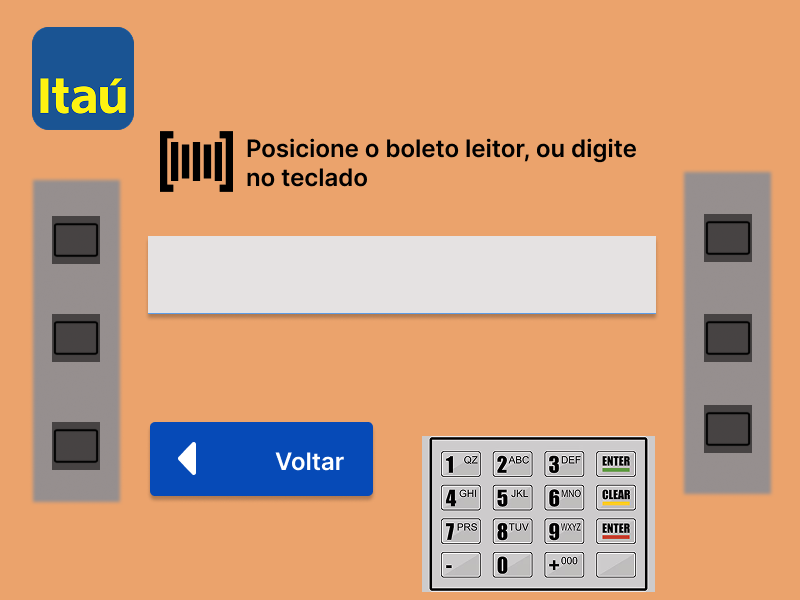 Itaú
Posicione o boleto leitor, ou digite
no teclado
Voltar
1 QZ 2 ABC 3 DEF ENTER
4 GHI 5 JKL 6 MNO CLEAR
7 PRS 8 TUV 9 WXYZ ENTER
- 0 +000